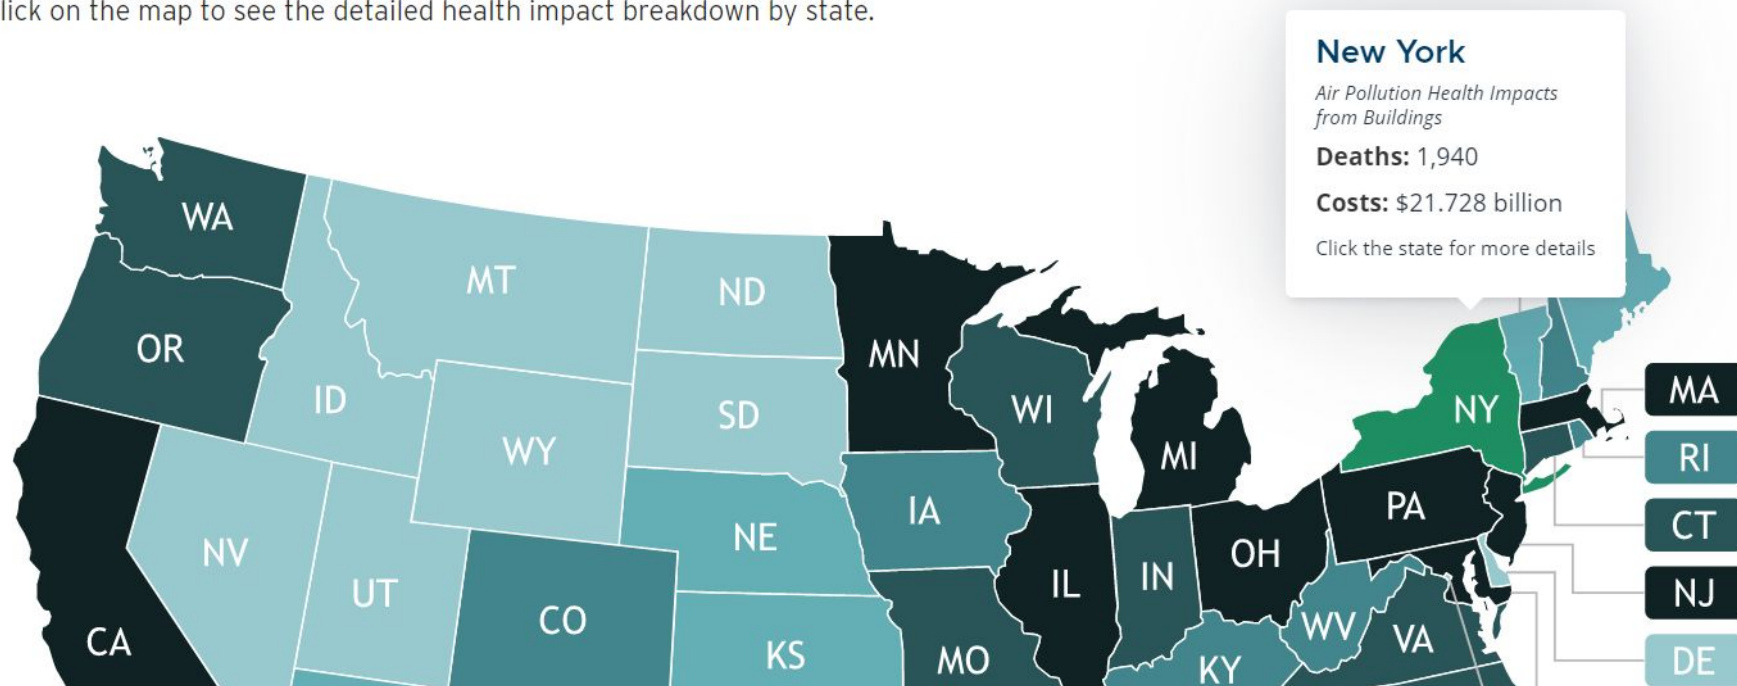 lick on the map to see the detailed health impact breakdown by state.
New York
Air Pollution Health Impacts
from Buildings
Deaths: 1,940
Costs: $21.728 billion
Click the state for more details
WA
MT
ND
OR
MN
ID
SD
WI
NY
MA
WY
MI
RI
IA
PA
NE
CT
NV
OH
UT
IL
IN
NJ
CO
CA
KS
MO
WV
VA
KY
DE